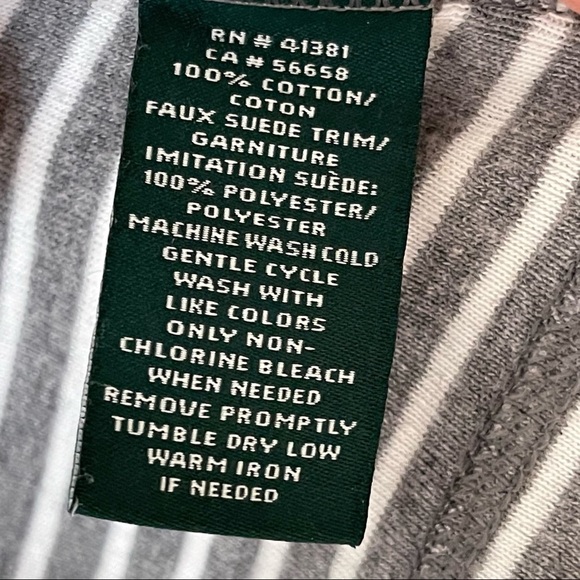 RN # 41381
CA # 56658
100% COTTON/
COTON
FAUX SUEDE TRIM/
GARNITURE
IMITATION SUÈDE:
100% POLYESTER/
POLYESTER
MACHINE WASH COLD
GENTLE CYCLE
WASH WITH
LIKE COLORS
ONLY NON-
CHLORINE BLEACH
WHEN NEEDED
REMOVE PROMPTLY
TUMBLE DRY LOW
WARM IRON
IF NEEDED